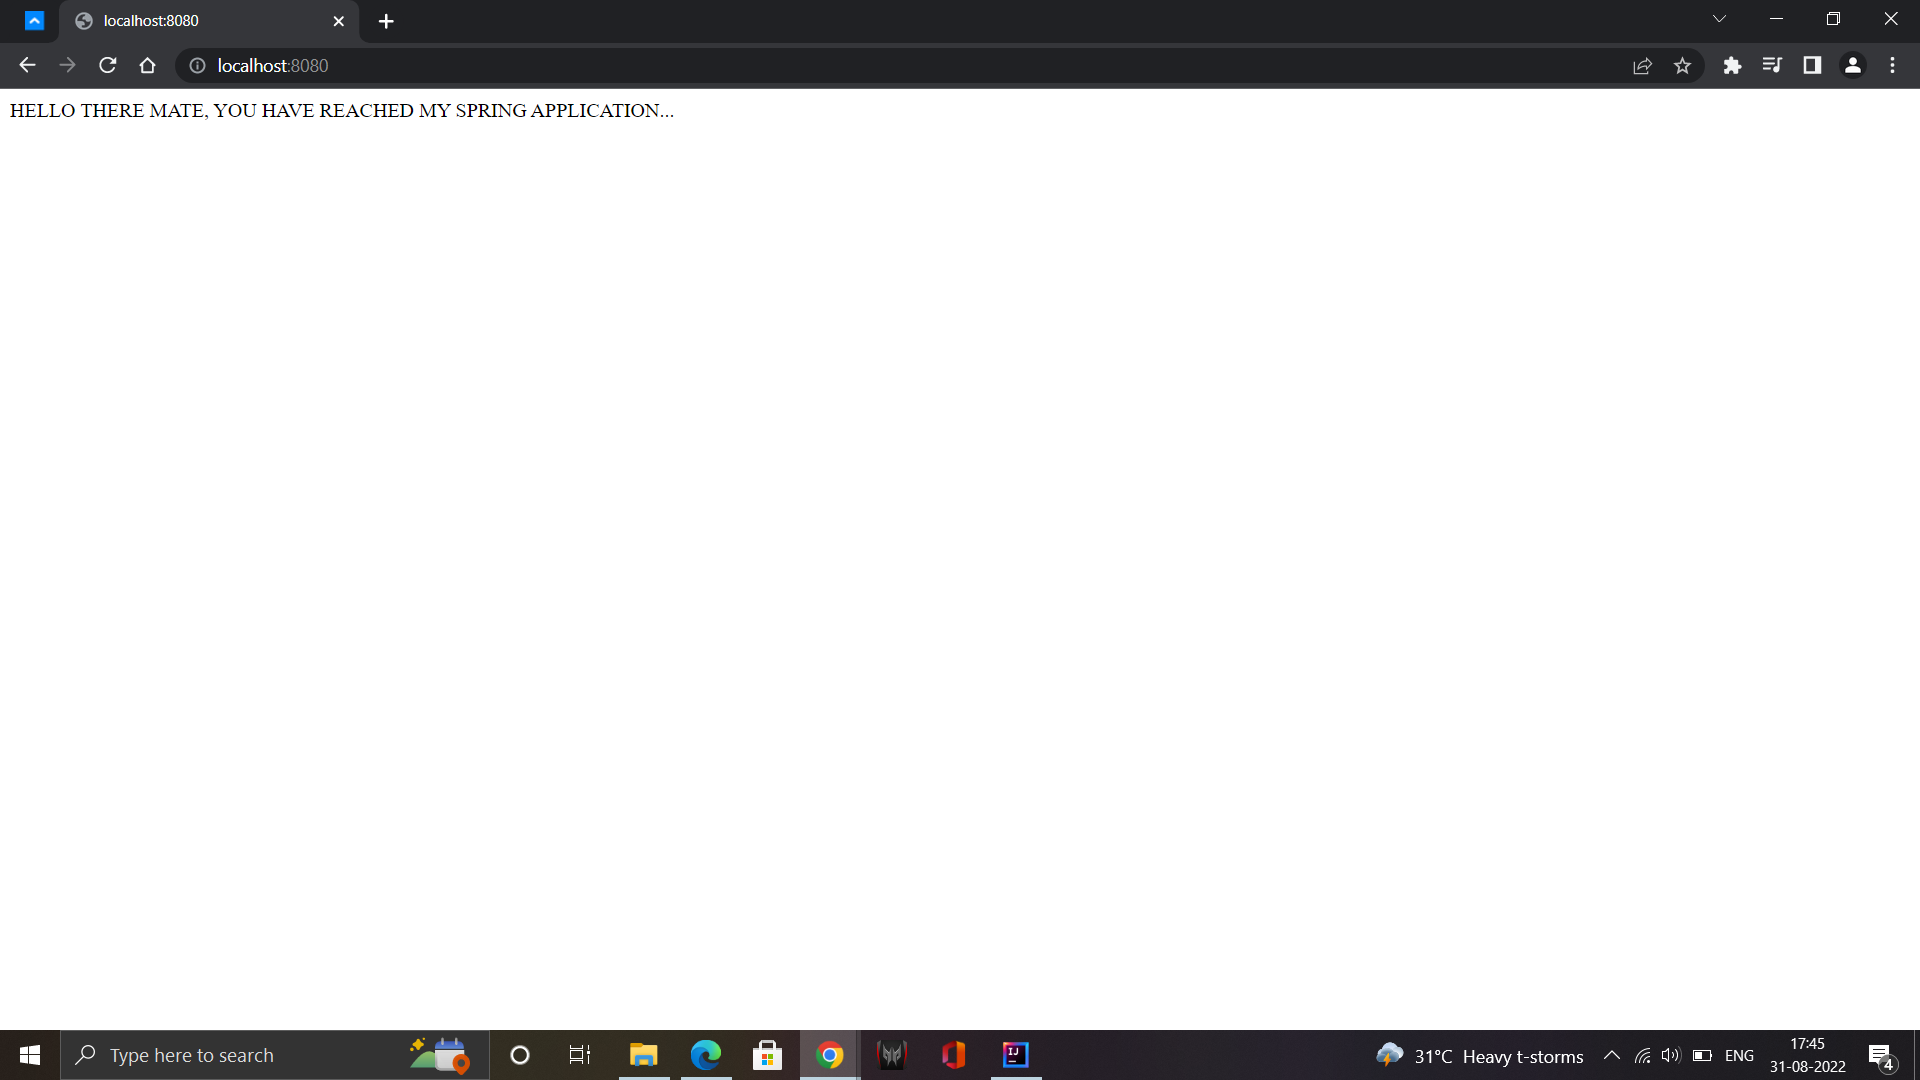 localhost:8080
localhost:8080
HELLO THERE MATE, YOU HAVE REACHED MY SPRING APPLICATION...
Type here to search
IJ
31°C Heavy t-storms
ENG
17:45
31-08-2022
4